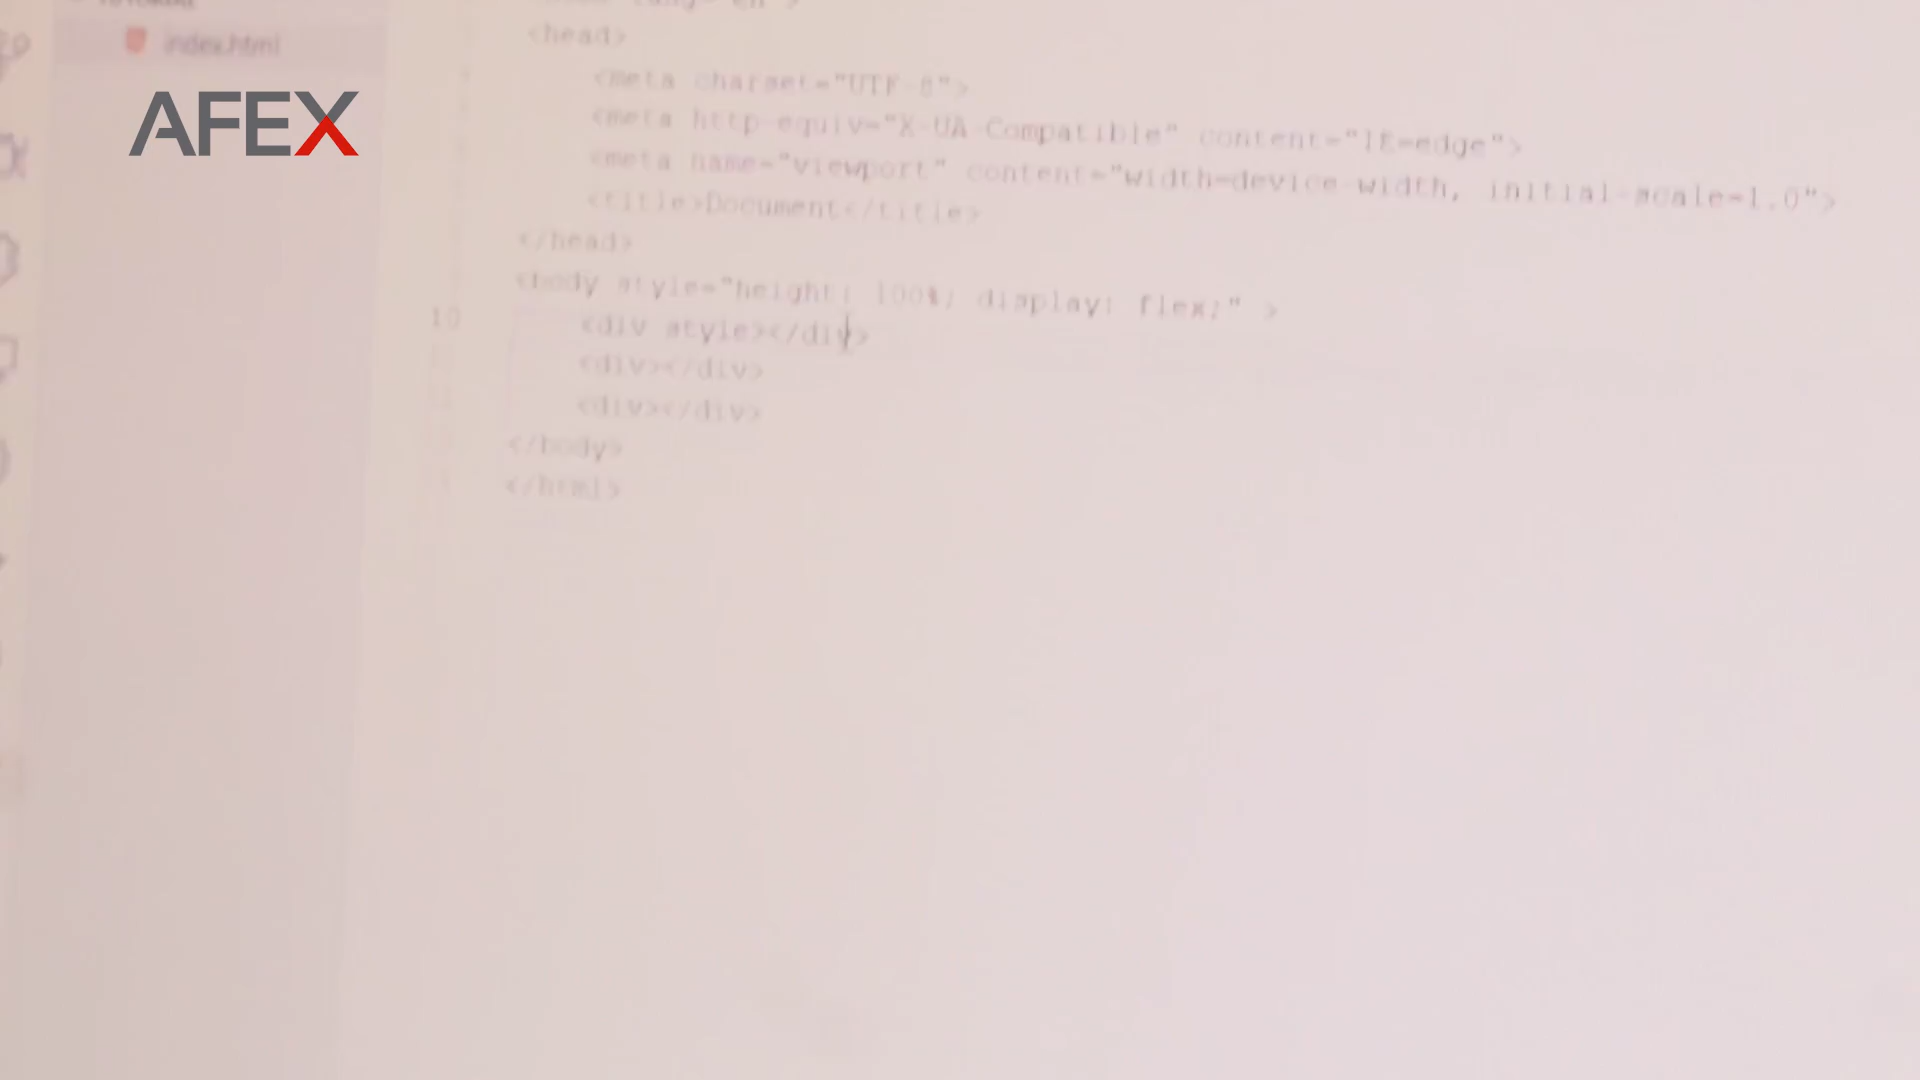 index.html
AFEX
<head>
<meta charset="UTF-8">
<meta http-equiv="X-UA-Compatible" content="IE=edge">
<meta name="viewport" content="width=device-width, initial-scale=1.0">
<title>Document</title>
</head>
<body style="height: 100%; display: flex;" >
10 <div style></div>
<div></div>
<div></div>
</body>
</html>